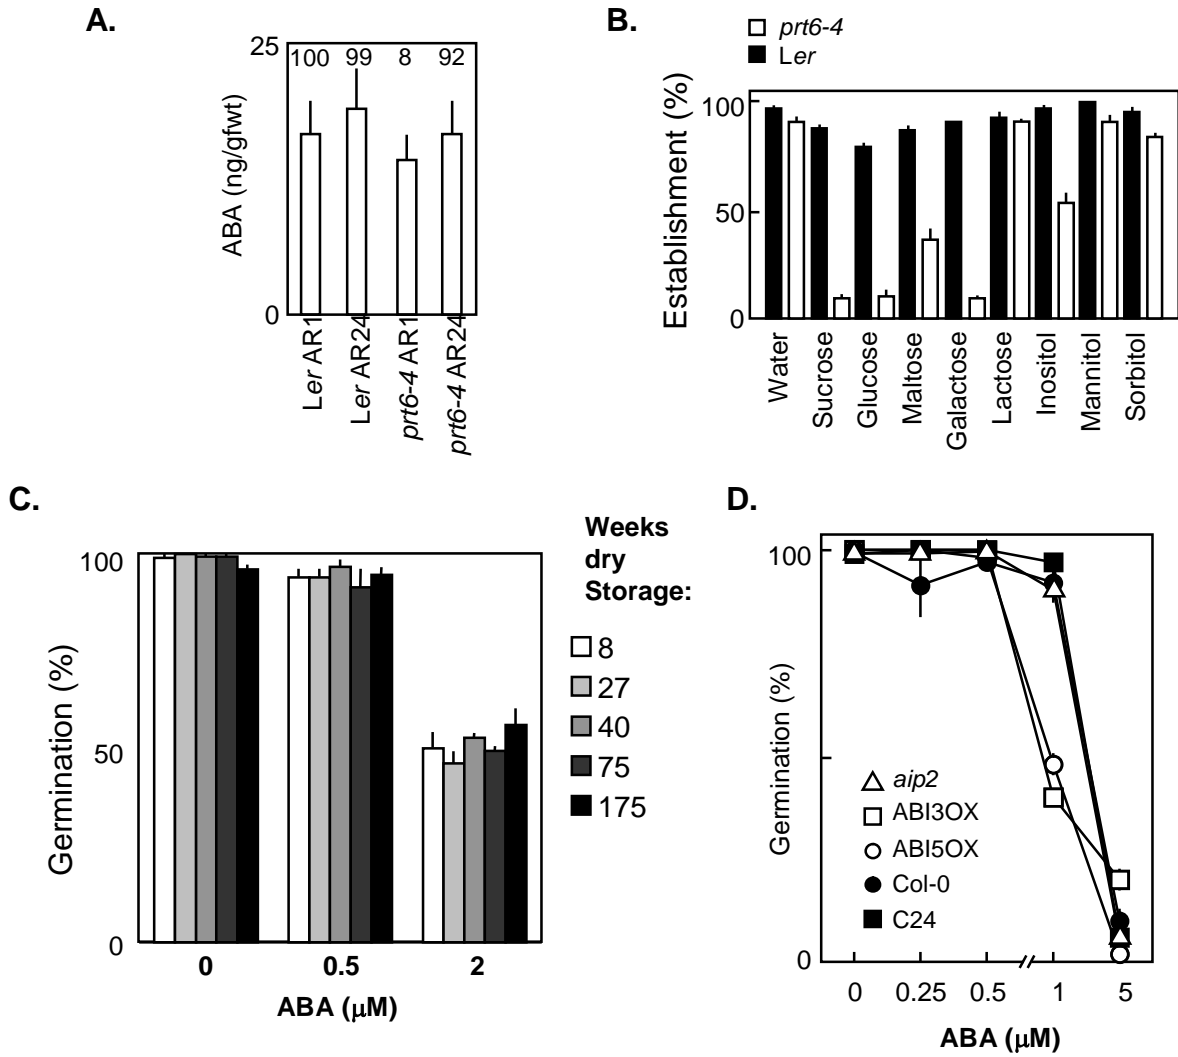 A.
25
100 99 8 92
ABA (ng/gfwt)
0
Ler AR1
Ler AR24
prt6-4 AR1
prt6-4 AR24
B.
prt6-4
Ler
Establishment (%)
100
50
0
Water
Sucrose
Glucose
Maltose
Galactose
Lactose
Inositol
Mannitol
Sorbitol
C.
Germination (%)
100
50
0
0 0.5 2
ABA (μM)
Weeks
dry
Storage:
8
27
40
75
175
D.
Germination (%)
100
0
aip2
ABI3OX
ABI5OX
Col-0
C24
0 0.25 0.5 1 5
ABA (μM)